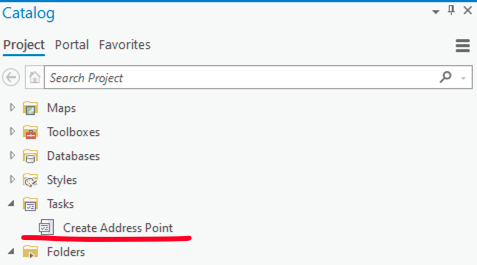 Catalog
Project Portal Favorites
Search Project
Maps
Toolboxes
Databases
Styles
Tasks
Create Address Point
Folders